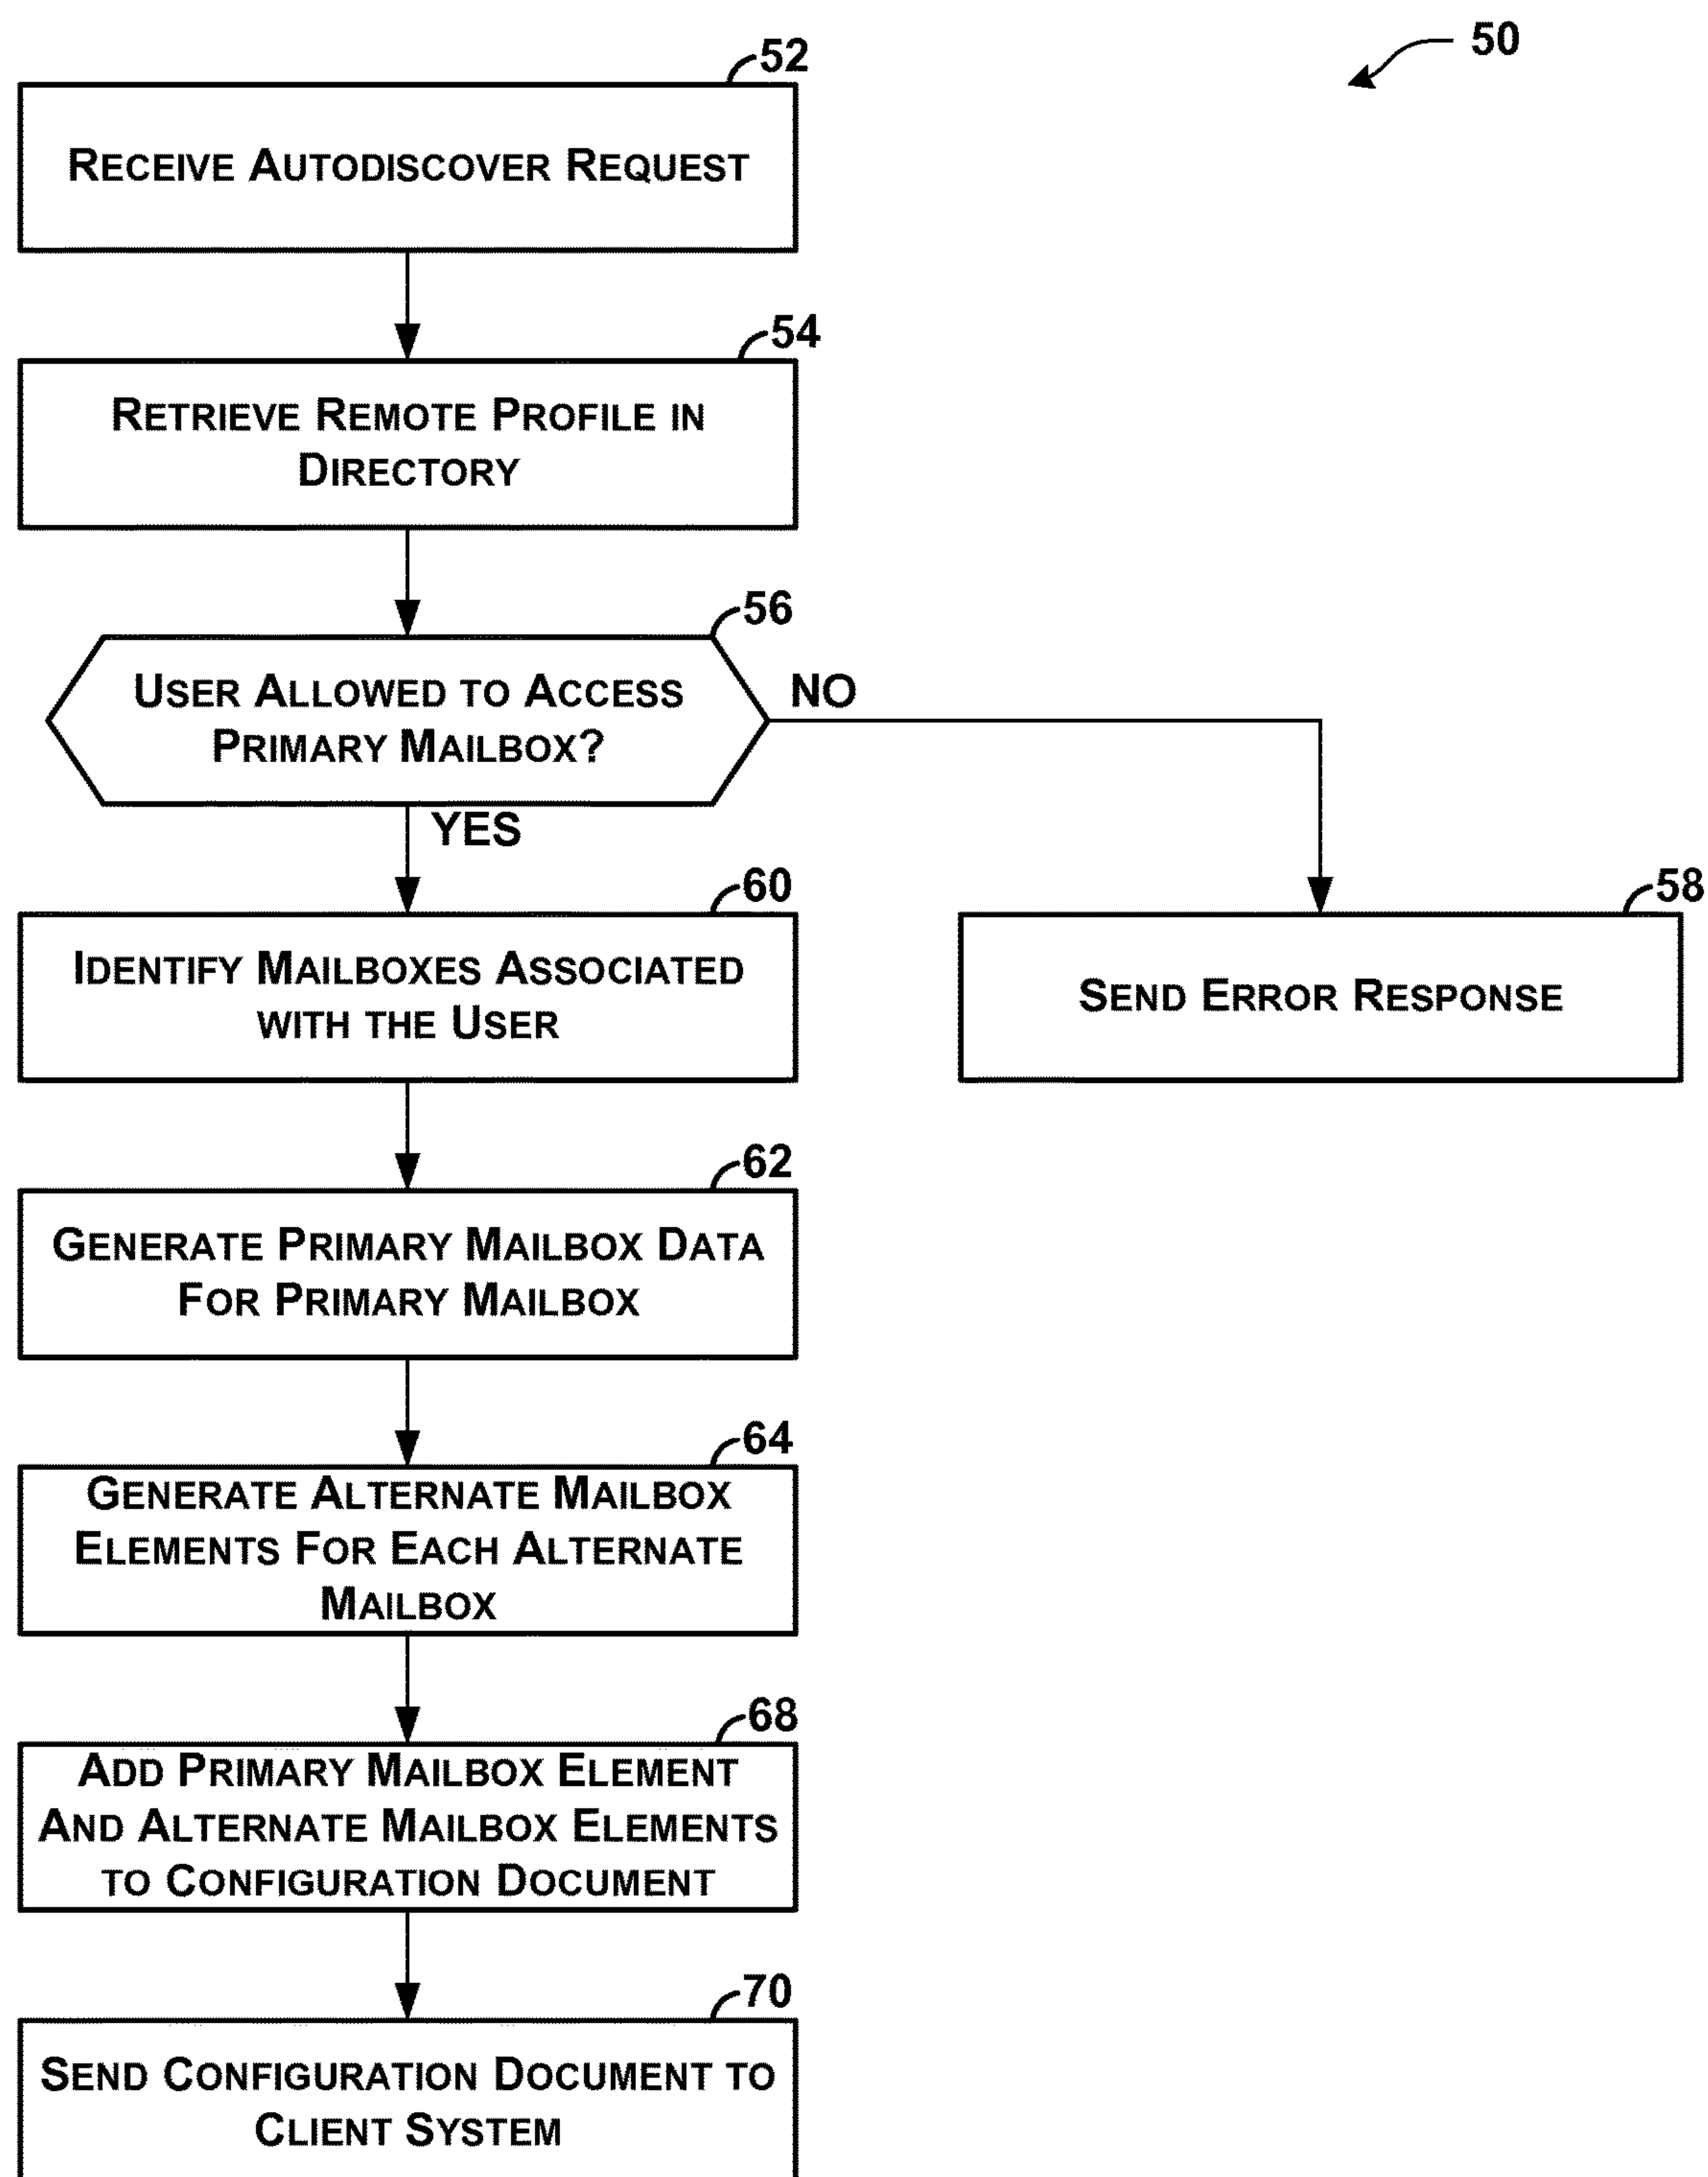 50
52
RECEIVE AUTODISCOVER REQUEST
54
RETRIEVE REMOTE PROFILE IN
DIRECTORY
56
USER ALLOWED TO ACCESS
PRIMARY MAILBOX?
NO
YES
60
IDENTIFY MAILBOXES ASSOCIATED
WITH THE USER
58
SEND ERROR RESPONSE
62
GENERATE PRIMARY MAILBOX DATA
FOR PRIMARY MAILBOX
64
GENERATE ALTERNATE MAILBOX
ELEMENTS FOR EACH ALTERNATE
MAILBOX
68
ADD PRIMARY MAILBOX ELEMENT
AND ALTERNATE MAILBOX ELEMENTS
TO CONFIGURATION DOCUMENT
70
SEND CONFIGURATION DOCUMENT TO
CLIENT SYSTEM